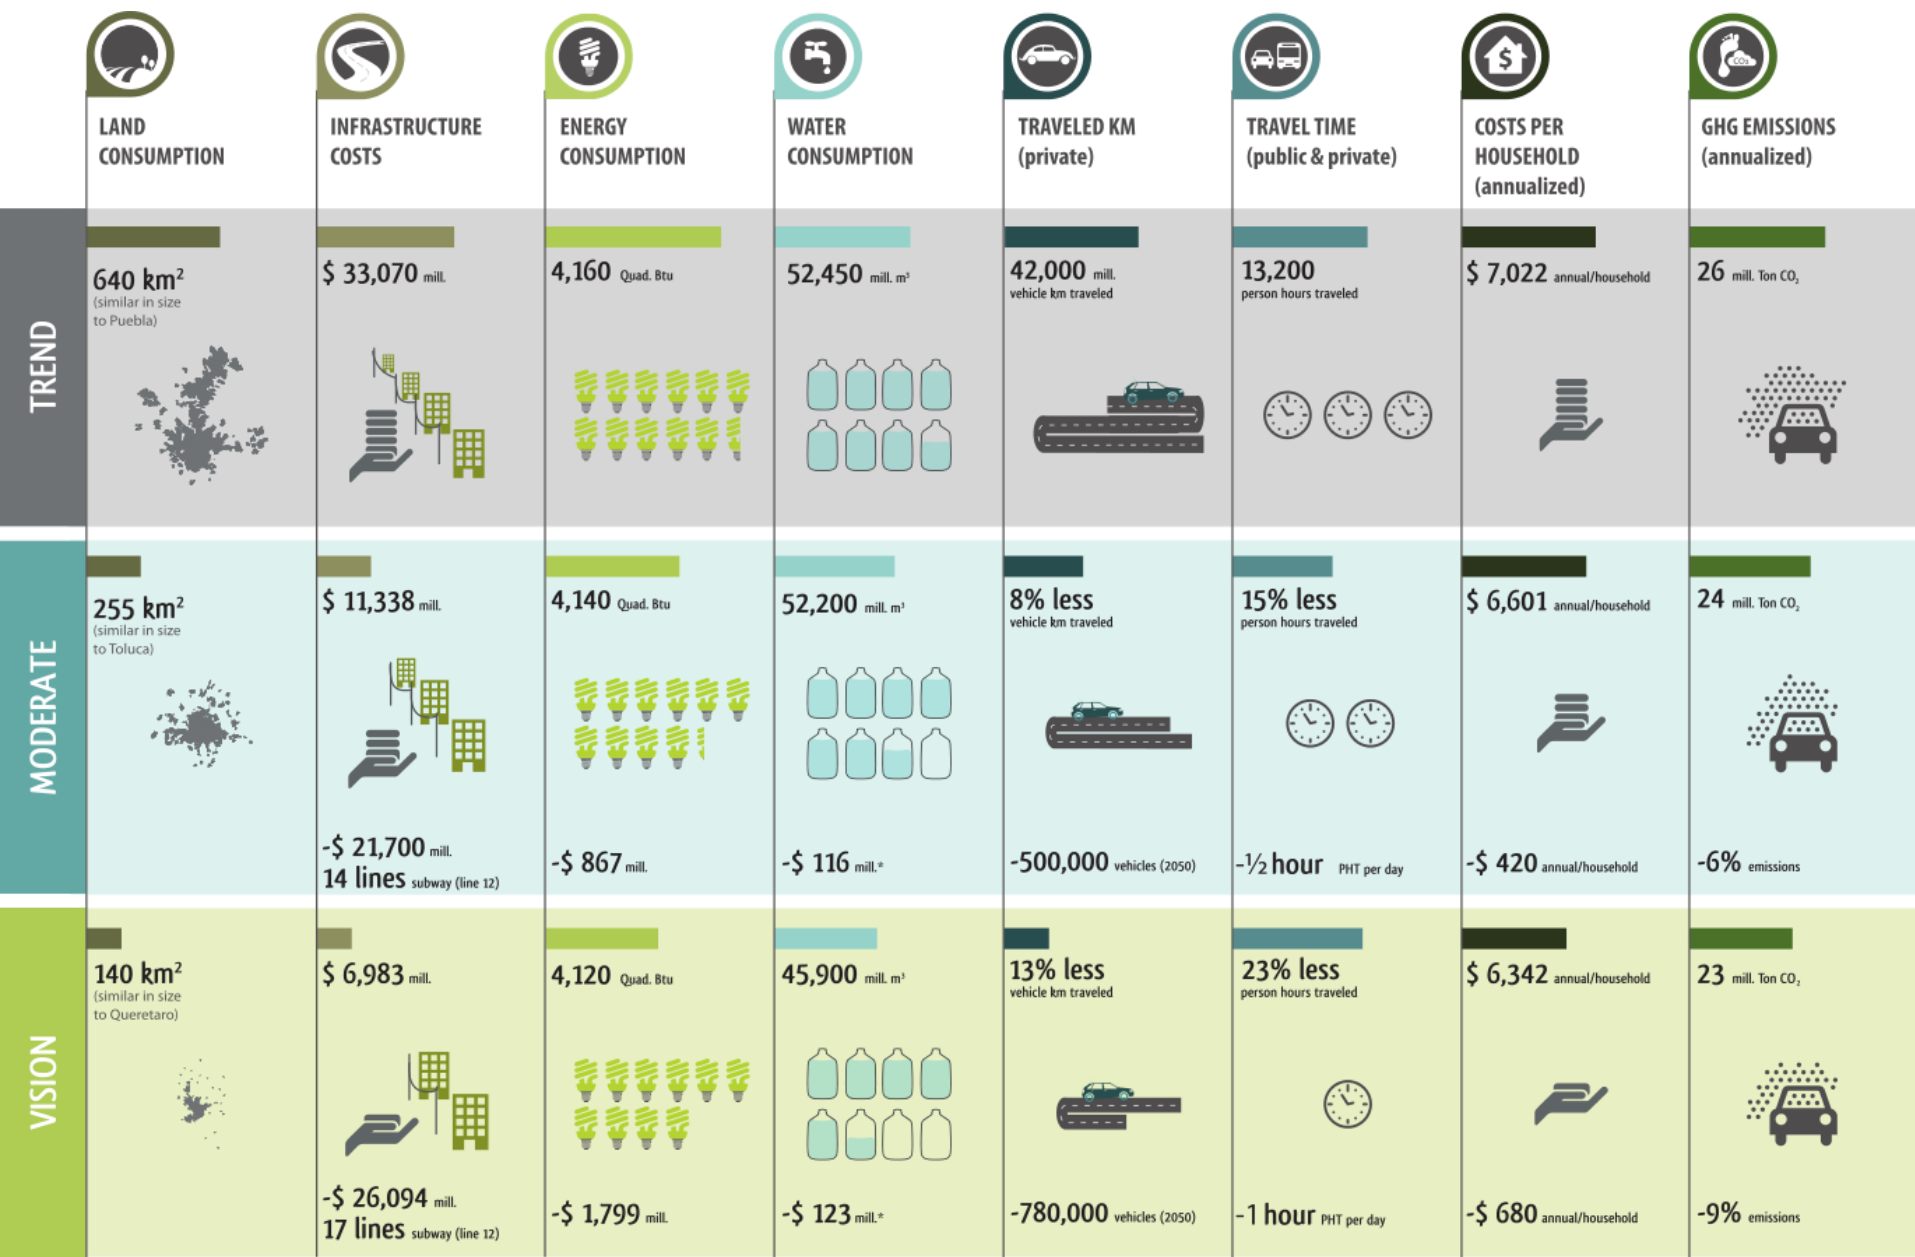 LAND
CONSUMPTION
INFRASTRUCTURE
COSTS
ENERGY
CONSUMPTION
WATER
CONSUMPTION
TRAVELED KM
(private)
TRAVEL TIME
(public & private)
COSTS PER
HOUSEHOLD
(annualized)
GHG EMISSIONS
(annualized)
$
CO₂
TREND
640 km²
(similar in size
to Puebla)
$ 33,070 mill.
4,160 Quad. Btu
52,450 mill. m³
42,000 mill.
vehicle km traveled
13,200
person hours traveled
$ 7,022 annual/household
26 mill. Ton CO₂
MODERATE
255 km²
(similar in size
to Toluca)
$ 11,338 mill.
4,140 Quad. Btu
52,200 mill. m³
8% less
vehicle km traveled
15% less
person hours traveled
$ 6,601 annual/household
24 mill. Ton CO₂
-$ 21,700 mill.
14 lines subway (line 12)
-$ 867 mill.
-$ 116 mill.*
-500,000 vehicles (2050)
-½ hour PHT per day
-$ 420 annual/household
-6% emissions
VISION
140 km²
(similar in size
to Queretaro)
$ 6,983 mill.
4,120 Quad. Btu
45,900 mill. m³
13% less
vehicle km traveled
23% less
person hours traveled
$ 6,342 annual/household
23 mill. Ton CO₂
-$ 26,094 mill.
17 lines subway (line 12)
-$ 1,799 mill.
-$ 123 mill.*
-780,000 vehicles (2050)
-1 hour PHT per day
-$ 680 annual/household
-9% emissions